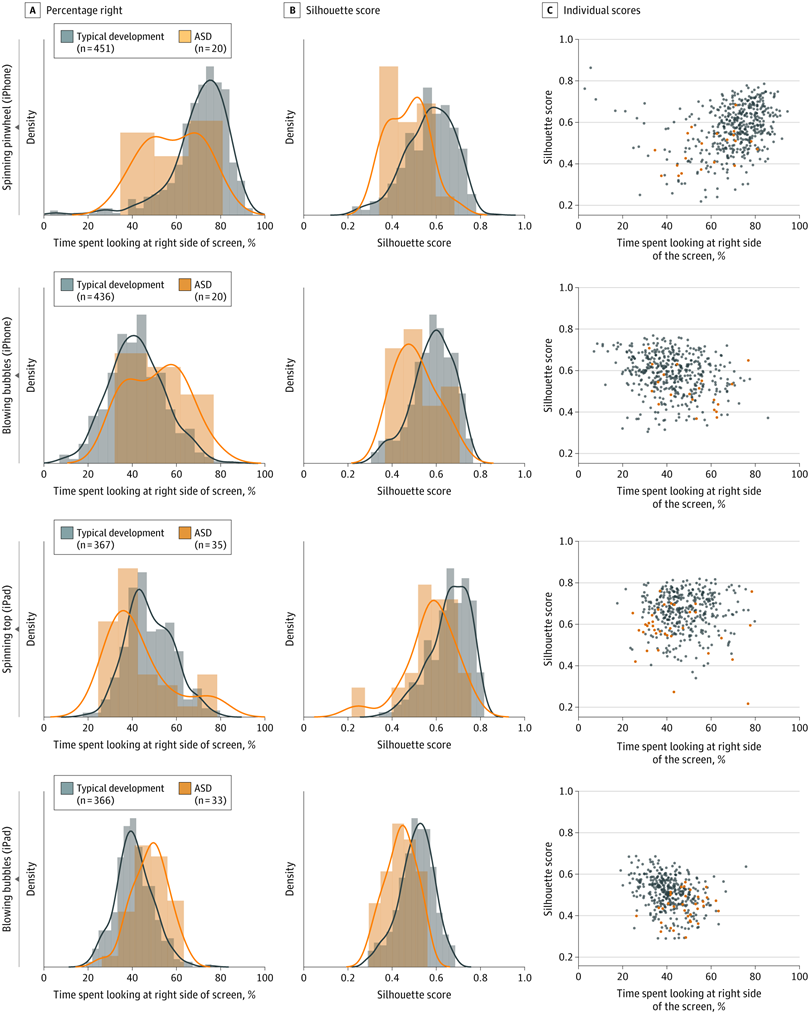 A Percentage right
B Silhouette score
C Individual scores
Spinning pinwheel (iPhone)
Typical development
(n=451)
ASD
(n=20)
Density
0 20 40 60 80 100
Time spent looking at right side of screen, %
Density
0 0.2 0.4 0.6 0.8 1.0
Silhouette score
Silhouette score
1.0
0.8
0.6
0.4
0.2
0 20 40 60 80 100
Time spent looking at right side
of the screen, %
Blowing bubbles (iPhone)
Typical development
(n=436)
ASD
(n=20)
Density
0 20 40 60 80 100
Time spent looking at right side of screen, %
Density
0 0.2 0.4 0.6 0.8 1.0
Silhouette score
Silhouette score
1.0
0.8
0.6
0.4
0.2
0 20 40 60 80 100
Time spent looking at right side
of the screen, %
Spinning top (iPad)
Typical development
(n=367)
ASD
(n=35)
Density
0 20 40 60 80 100
Time spent looking at right side of screen, %
Density
0 0.2 0.4 0.6 0.8 1.0
Silhouette score
Silhouette score
1.0
0.8
0.6
0.4
0.2
0 20 40 60 80 100
Time spent looking at right side
of the screen, %
Blowing bubbles (iPad)
Typical development
(n=366)
ASD
(n=33)
Density
0 20 40 60 80 100
Time spent looking at right side of screen, %
Density
0 0.2 0.4 0.6 0.8 1.0
Silhouette score
Silhouette score
1.0
0.8
0.6
0.4
0.2
0 20 40 60 80 100
Time spent looking at right side
of the screen, %